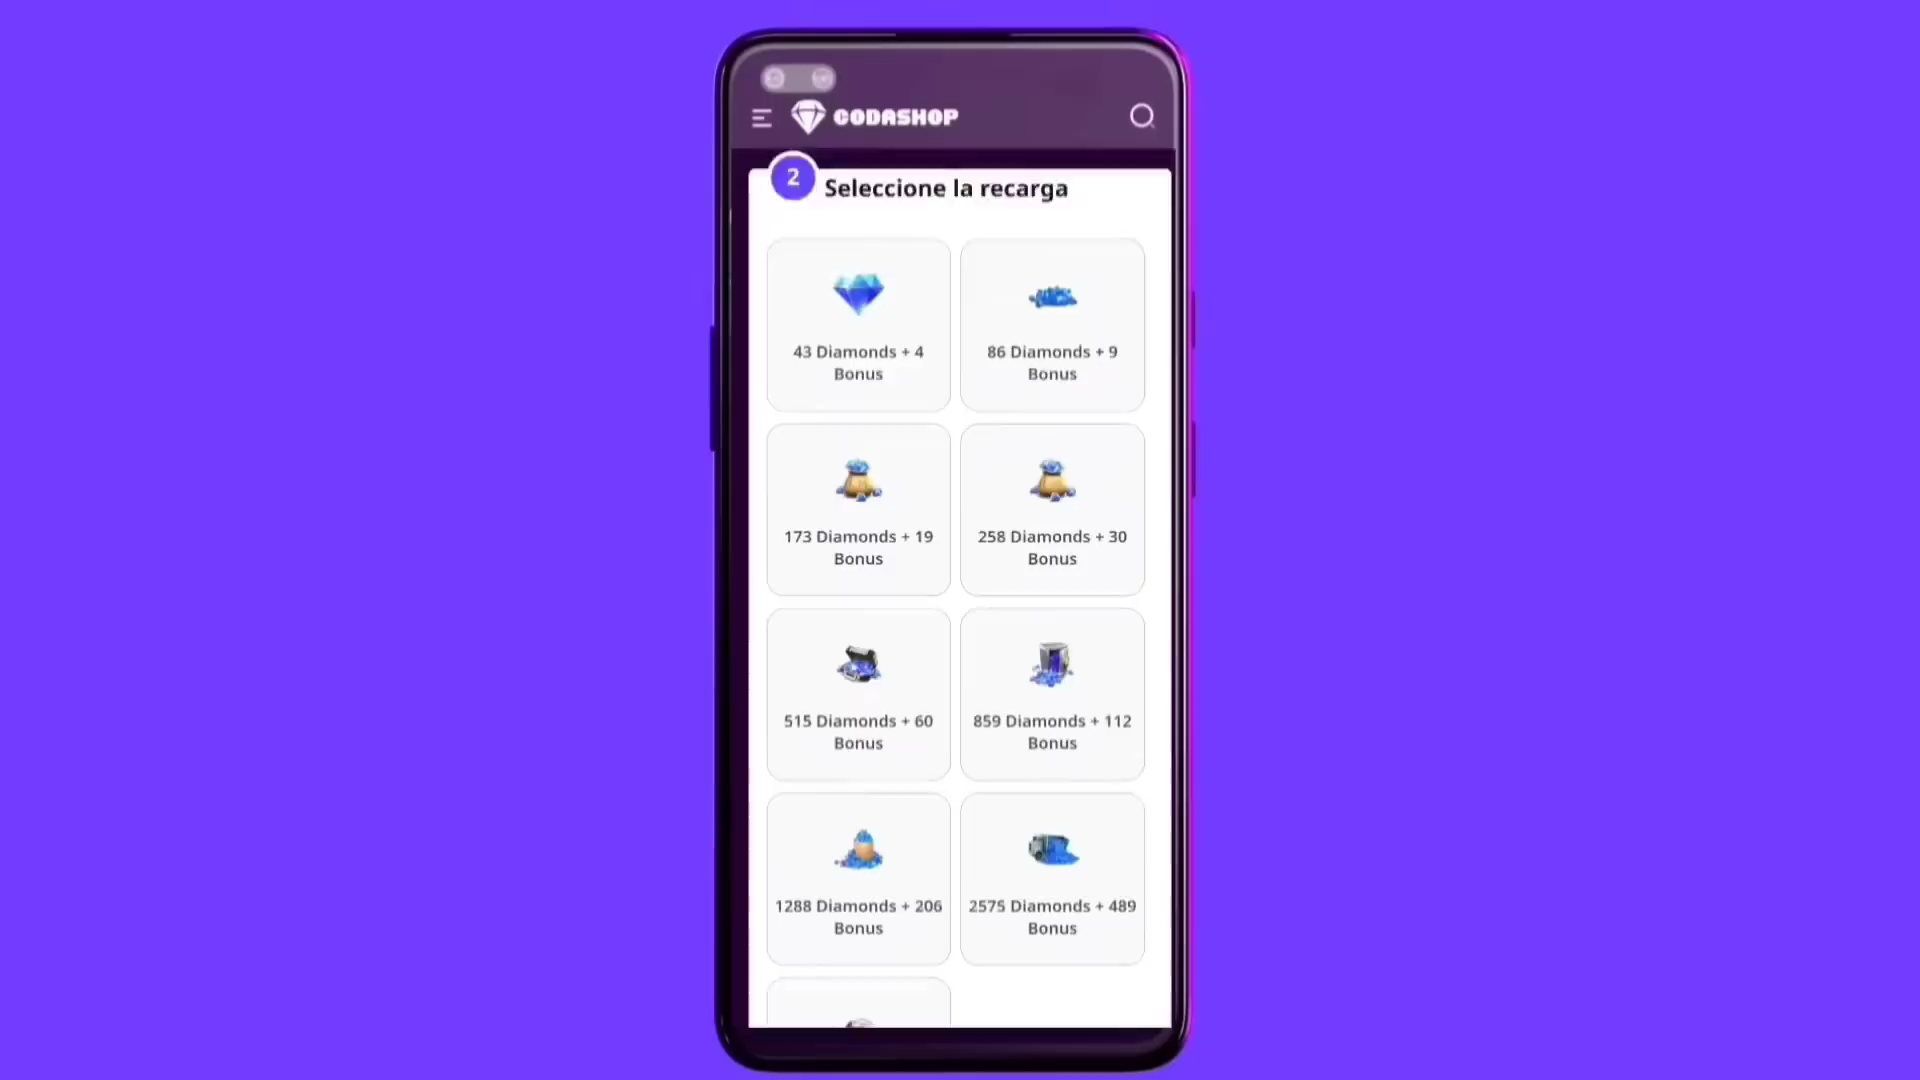 CODASHOP
2
Seleccione la recarga
43 Diamonds + 4
Bonus
86 Diamonds + 9
Bonus
173 Diamonds + 19
Bonus
258 Diamonds + 30
Bonus
515 Diamonds + 60
Bonus
859 Diamonds + 112
Bonus
1288 Diamonds + 206
Bonus
2575 Diamonds + 489
Bonus